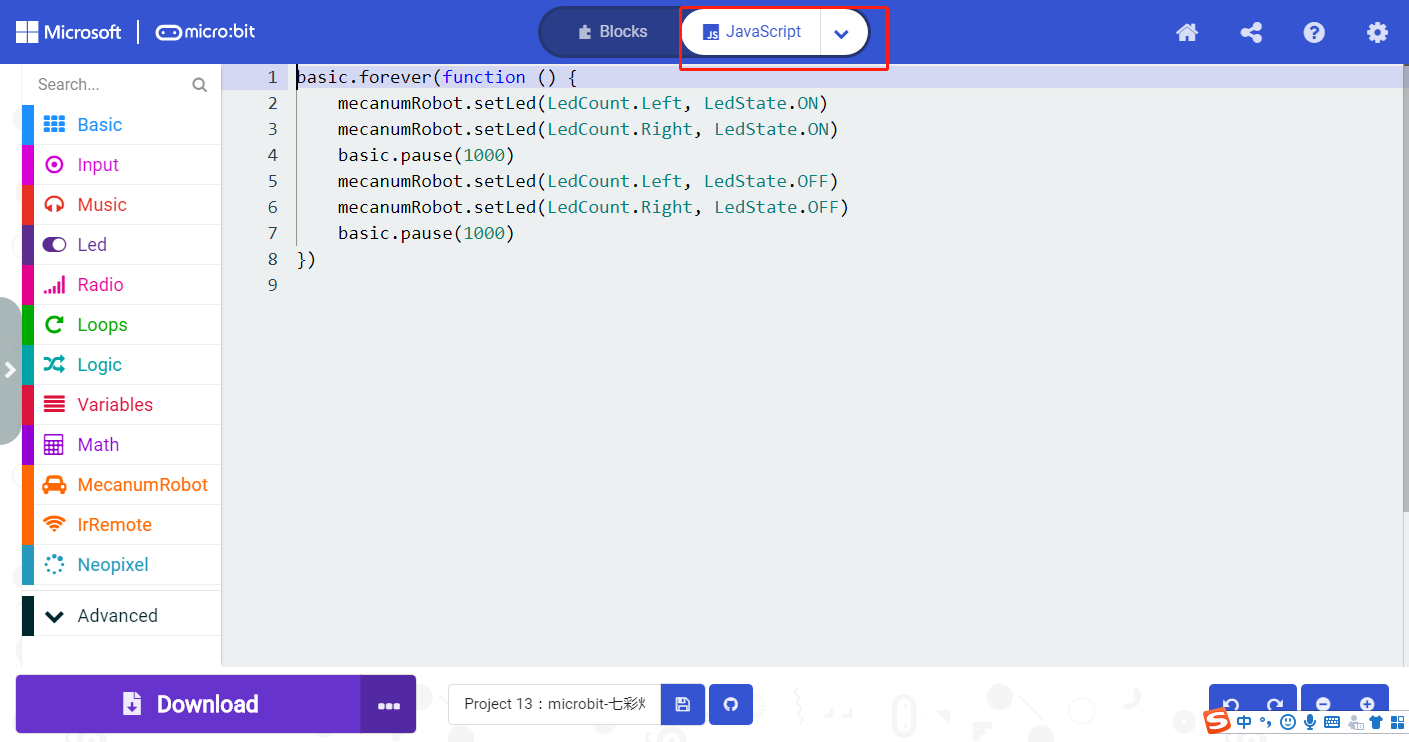 Microsoft micro:bit Blocks JS JavaScript
Search...
Basic
Input
Music
Led
Radio
Loops
Logic
Variables
Math
MecanumRobot
IrRemote
Neopixel
Advanced
1 basic.forever(function () {
2 mecanumRobot.setLed(LedCount.Left, LedState.ON)
3 mecanumRobot.setLed(LedCount.Right, LedState.ON)
4 basic.pause(1000)
5 mecanumRobot.setLed(LedCount.Left, LedState.OFF)
6 mecanumRobot.setLed(LedCount.Right, LedState.OFF)
7 basic.pause(1000)
8 })
9
Download
Project 13：microbit-七彩
S 中